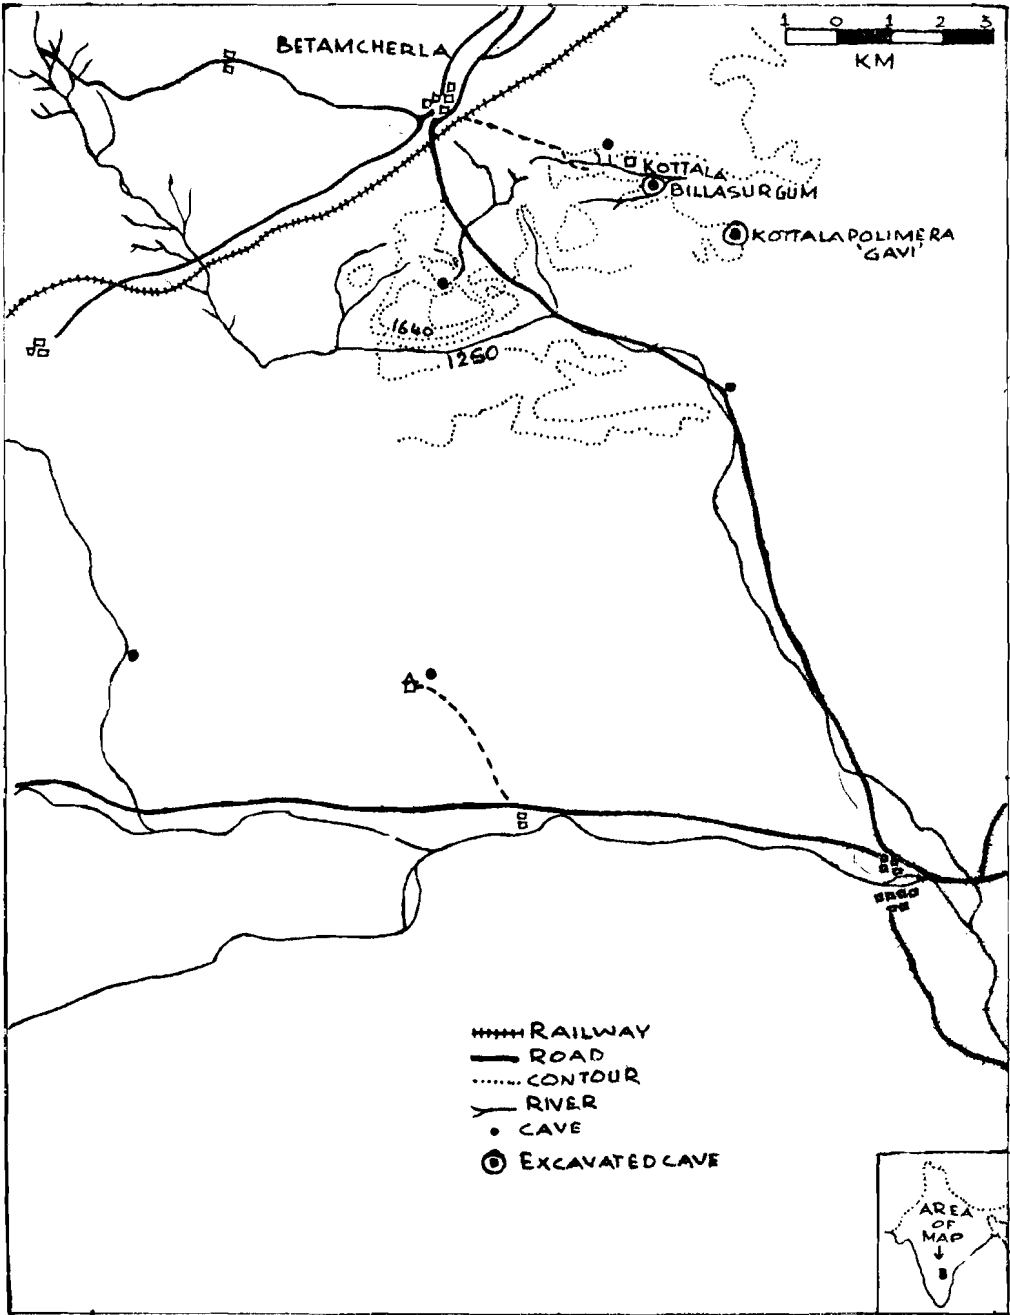 BETAMCHERLA
1 0 1 2 3
KM
KOTTALA
BILLASURGUM
KOTTALAPOLIMERA
'GAVI'
1640
1250
RAILWAY
ROAD
CONTOUR
RIVER
CAVE
EXCAVATED CAVE
AREA
OF
MAP